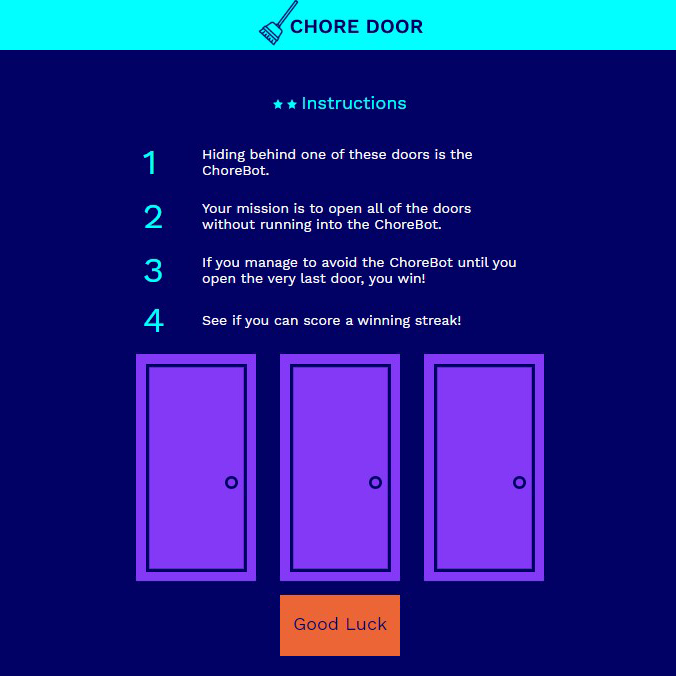 CHORE DOOR
Instructions
1
Hiding behind one of these doors is the
ChoreBot.
2
Your mission is to open all of the doors
without running into the ChoreBot.
3
If you manage to avoid the ChoreBot until you
open the very last door, you win!
4
See if you can score a winning streak!
Good Luck